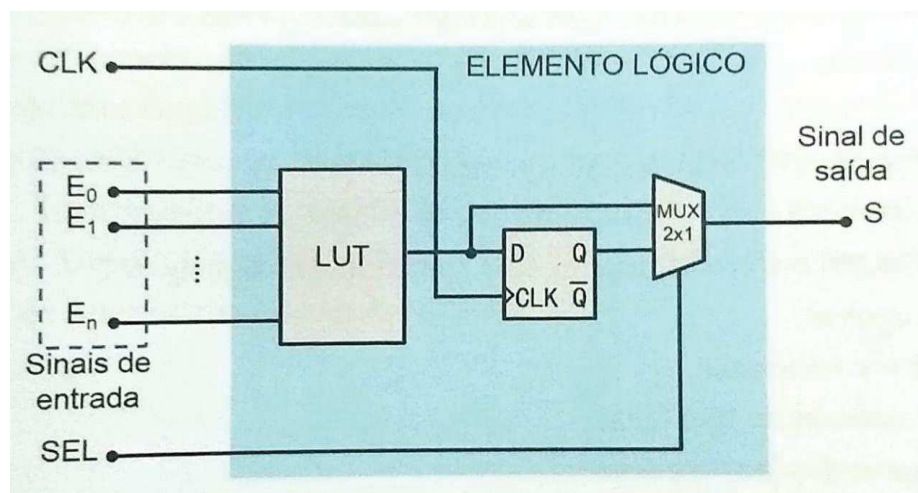 CLK
ELEMENTO LÓGICO
Sinal de
saída
E0
E1
⋮
En
LUT
D Q
CLK Q̅
MUX
2x1
S
Sinais de
entrada
SEL